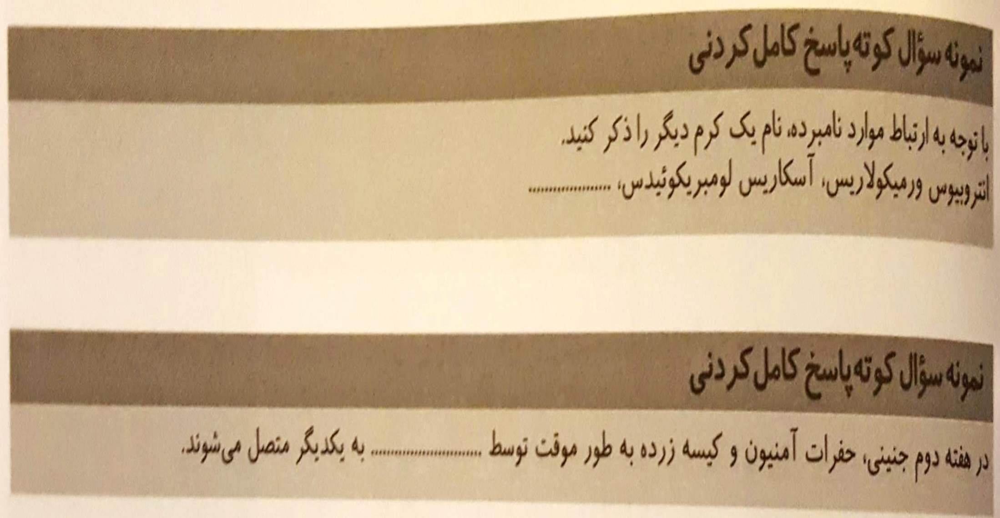 نمونه سؤال کوته‌پاسخ کامل‌کردنی
با توجه به ارتباط موارد نامبرده، نام یک کرم دیگر را ذکر کنید.
انتروبیوس ورمیکولاریس، آسکاریس لومبریکوئیدس، ....................
نمونه سؤال کوته‌پاسخ کامل‌کردنی
در هفته دوم جنینی، حفرات آمنیون و کیسه زرده به طور موقت توسط ........................... به یکدیگر متصل می‌شوند.